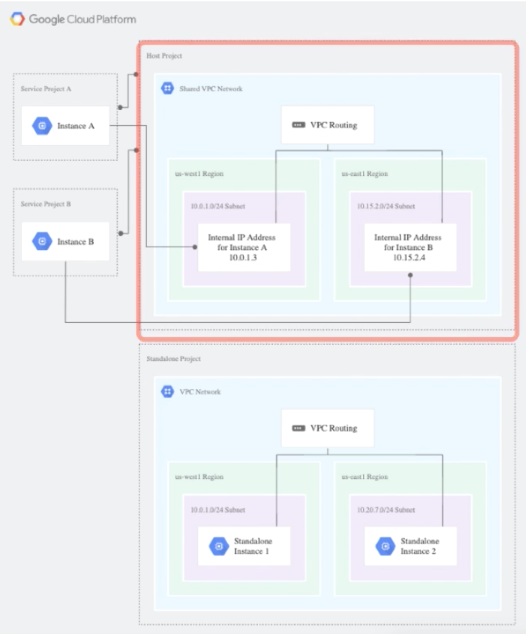 Google Cloud Platform
Host Project
Service Project A
Instance A
Service Project B
Instance B
Shared VPC Network
VPC Routing
us-west1 Region
10.0.1.0/24 Subnet
Internal IP Address
for Instance A
10.0.1.3
us-east1 Region
10.15.2.0/24 Subnet
Internal IP Address
for Instance B
10.15.2.4
Standalone Project
VPC Network
VPC Routing
us-west1 Region
10.0.1.0/24 Subnet
Standalone
Instance 1
us-east1 Region
10.20.7.0/24 Subnet
Standalone
Instance 2